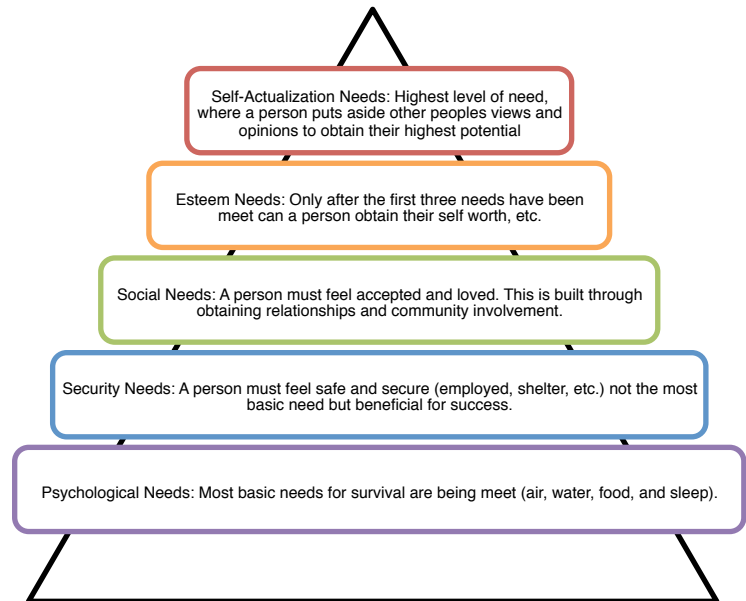 Self-Actualization Needs: Highest level of need,
where a person puts aside other peoples views and
opinions to obtain their highest potential
Esteem Needs: Only after the first three needs have been
meet can a person obtain their self worth, etc.
Social Needs: A person must feel accepted and loved. This is built through
obtaining relationships and community involvement.
Security Needs: A person must feel safe and secure (employed, shelter, etc.) not the most
basic need but beneficial for success.
Psychological Needs: Most basic needs for survival are being meet (air, water, food, and sleep).